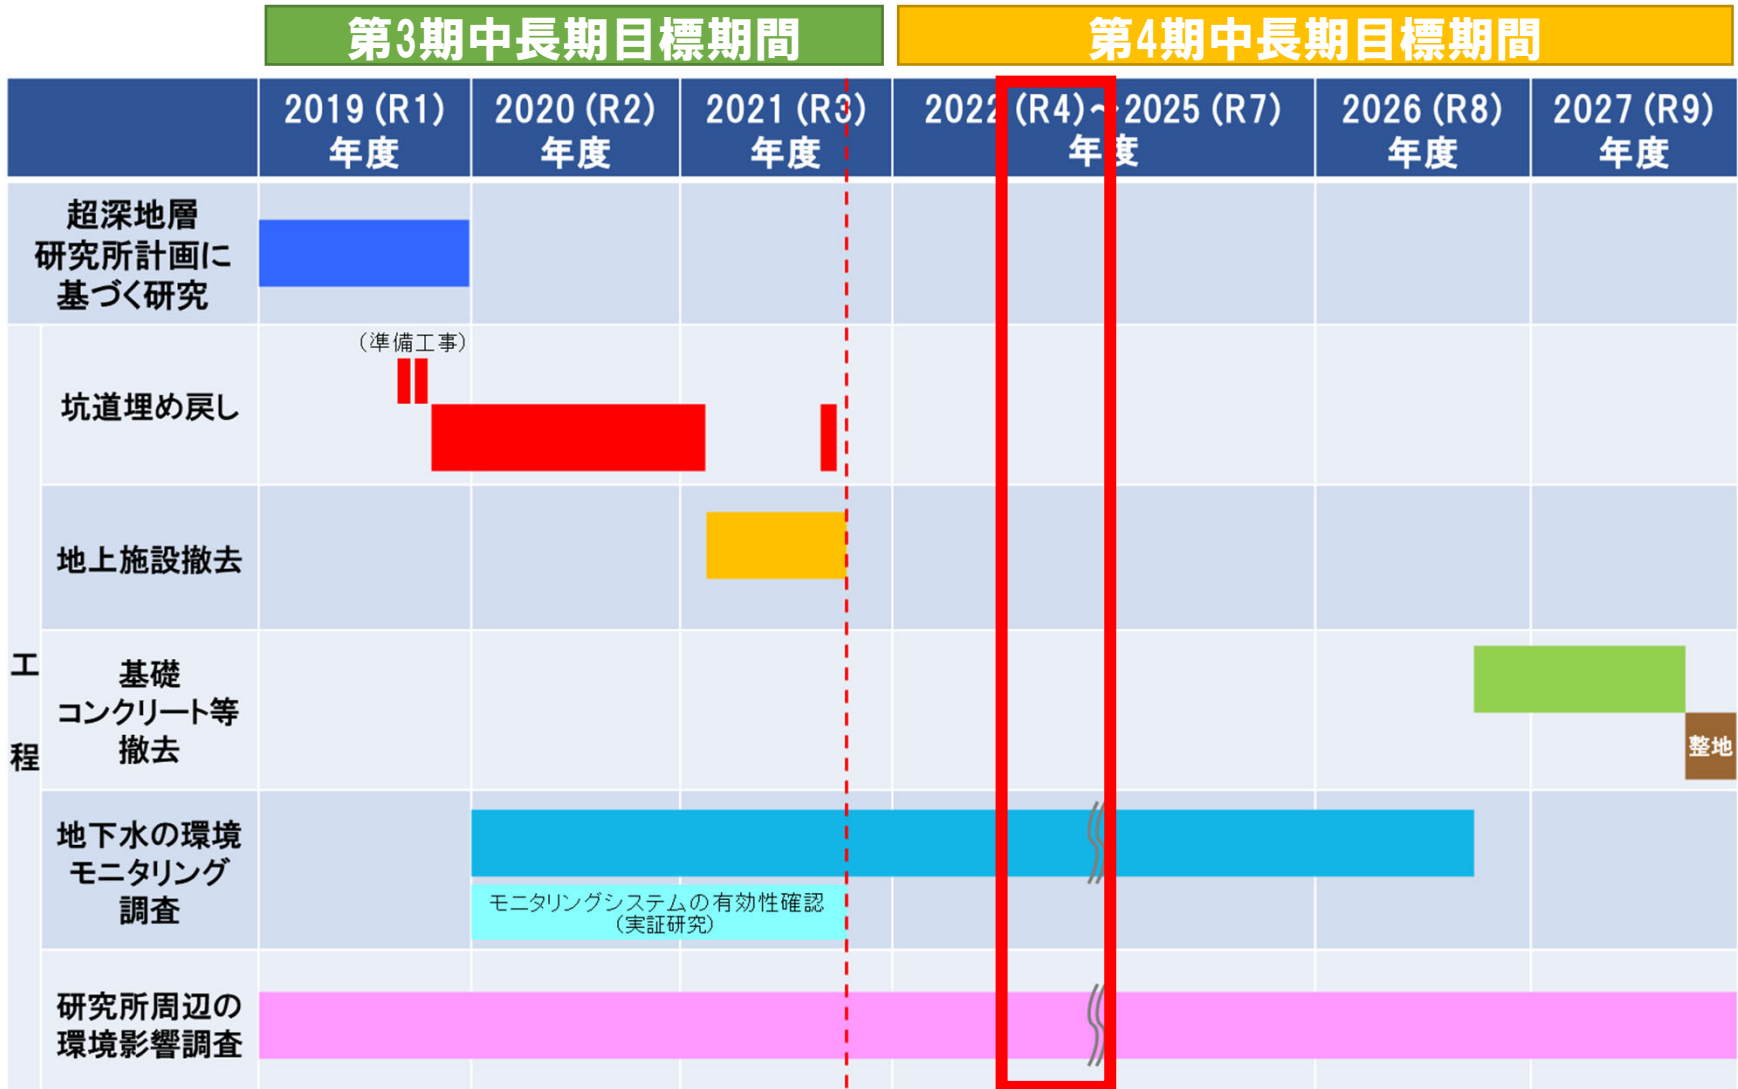 第3期中長期目標期間
第4期中長期目標期間
2019 (R1)
年度
2020 (R2)
年度
2021 (R3)
年度
2022 (R4)~2025 (R7)
年度
2026 (R8)
年度
2027 (R9)
年度
超深地層
研究所計画に
基づく研究
工
程
(準備工事)
坑道埋め戻し
地上施設撤去
基礎
コンクリート等
撤去
整地
地下水の環境
モニタリング
調査
モニタリングシステムの有効性確認
(実証研究)
研究所周辺の
環境影響調査